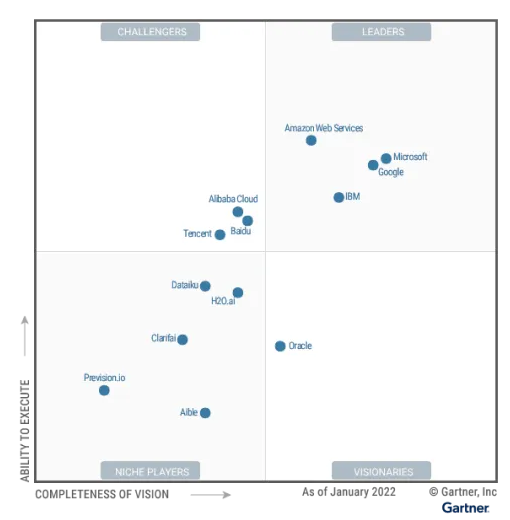 CHALLENGERS
LEADERS
Amazon Web Services
Microsoft
Google
IBM
Alibaba Cloud
Baidu
Tencent
Dataiku
H2O.ai
Clarifai
Oracle
Prevision.io
Aible
ABILITY TO EXECUTE
NICHE PLAYERS
VISIONARIES
COMPLETENESS OF VISION
As of January 2022
© Gartner, Inc
Gartner